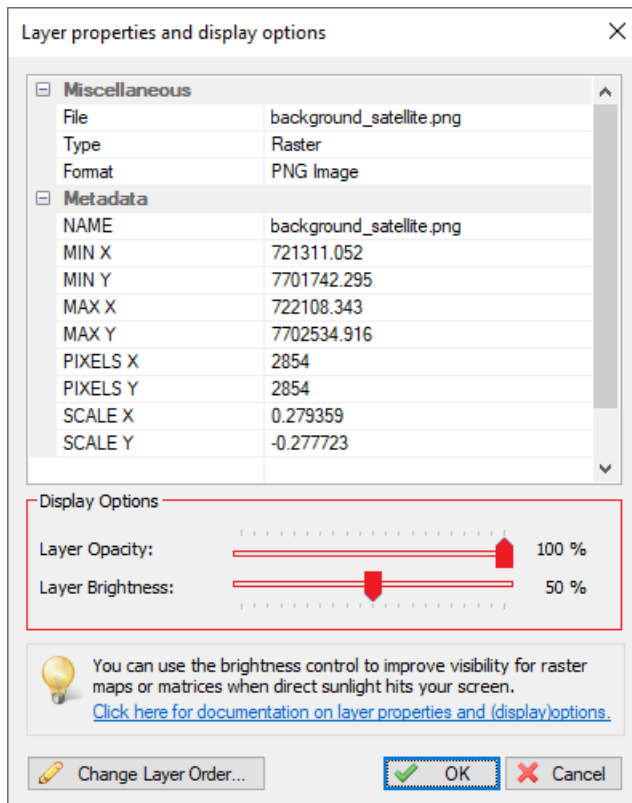 Layer properties and display options
Miscellaneous
File background_satellite.png
Type Raster
Format PNG Image
Metadata
NAME background_satellite.png
MIN X 721311.052
MIN Y 7701742.295
MAX X 722108.343
MAX Y 7702534.916
PIXELS X 2854
PIXELS Y 2854
SCALE X 0.279359
SCALE Y -0.277723
Display Options
Layer Opacity: 100 %
Layer Brightness: 50 %
You can use the brightness control to improve visibility for raster
maps or matrices when direct sunlight hits your screen.
Click here for documentation on layer properties and (display)options.
Change Layer Order... OK Cancel